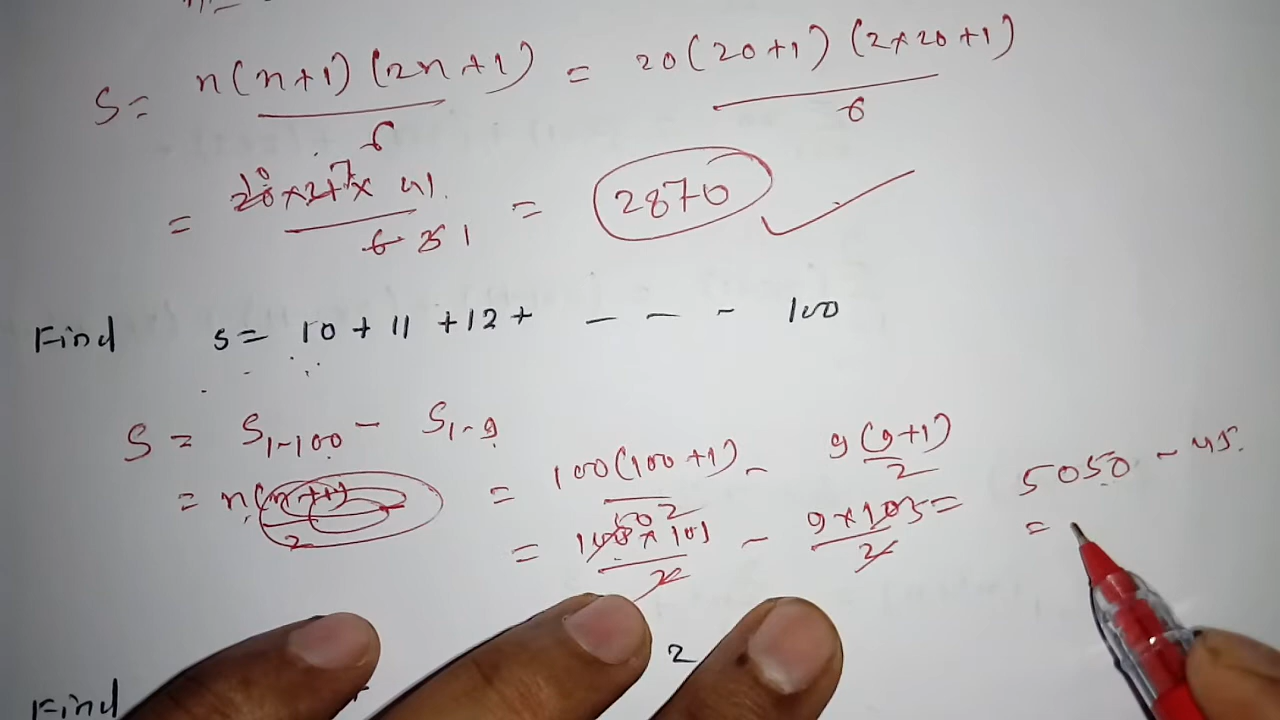 S = n(n+1)(2n+1) / 6 = 20(20+1)(2×20+1) / 6
= 20×21×41 / 6 = 2870
Find S= 10 + 11 +12 + — — - 100
S = S1~100 - S1~9
= n(n+1) / 2 = 100(100+1) / 2 - 9(9+1) / 2
= 100×101 / 2 - 9×10 5 / 2 = 5050 - 45
=
2
Find